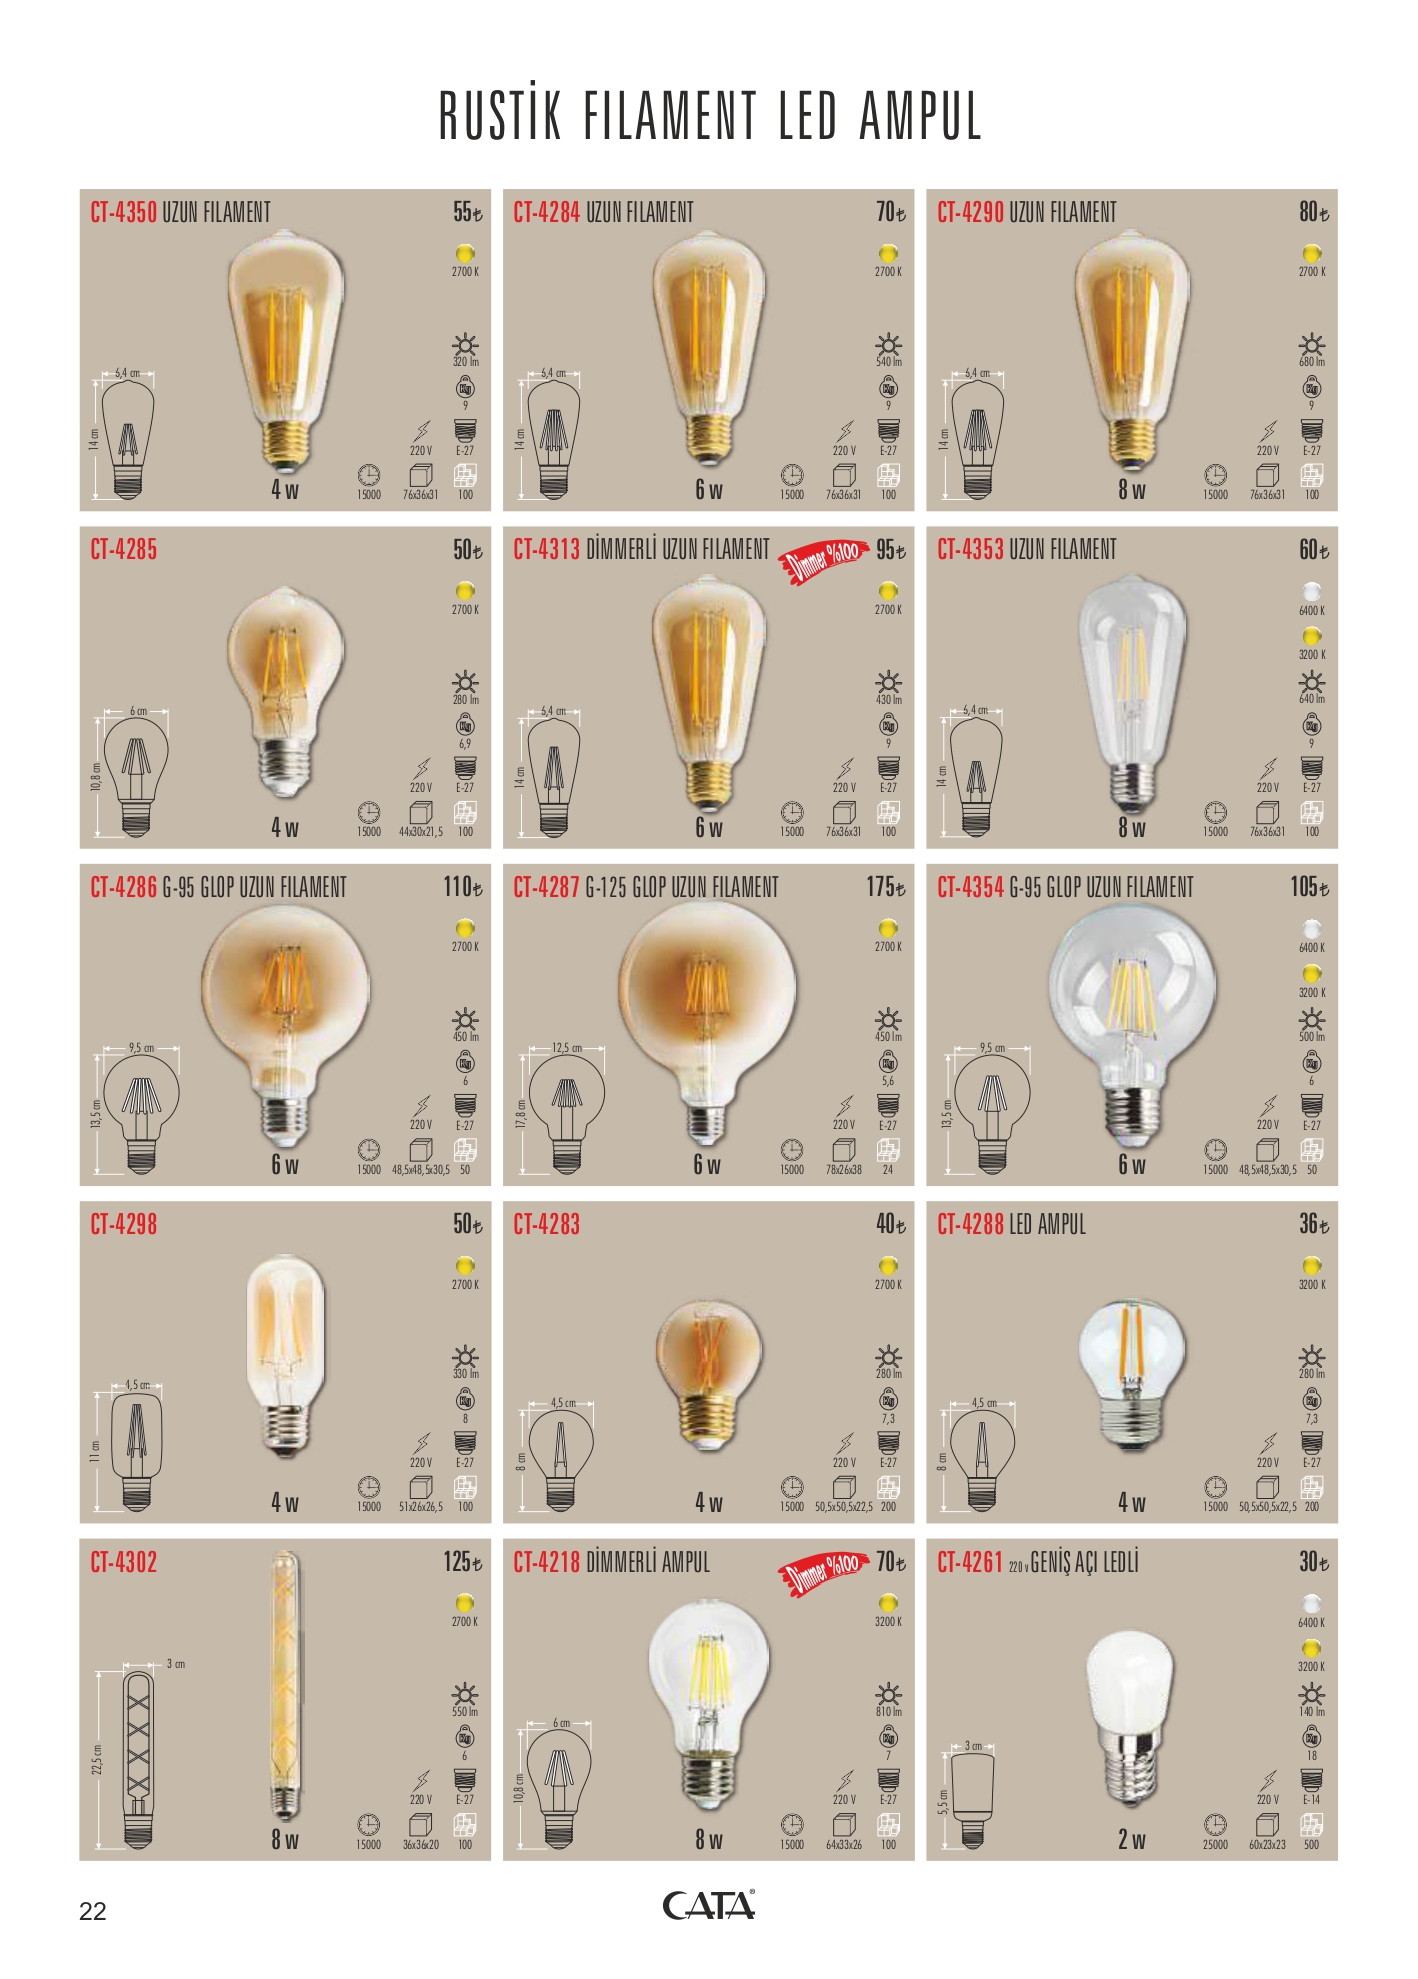 RUSTİK FILAMENT LED AMPUL
CT-4350 UZUN FILAMENT 55₺
2700 K
320 lm
Kg
9
6,4 cm
14 cm
220 V E-27
4 w 15000 76x36x31 100
CT-4284 UZUN FILAMENT 70₺
2700 K
540 lm
Kg
9
6,4 cm
14 cm
220 V E-27
6 w 15000 76x36x31 100
CT-4290 UZUN FILAMENT 80₺
2700 K
680 lm
Kg
9
6,4 cm
14 cm
220 V E-27
8 w 15000 76x36x31 100
CT-4285 50₺
2700 K
280 lm
Kg
6,9
6 cm
10,8 cm
220 V E-27
4 w 15000 44x30x21,5 100
CT-4313 DİMMERLİ UZUN FILAMENT Dimmer %100 95₺
2700 K
430 lm
Kg
9
6,4 cm
14 cm
220 V E-27
6 w 15000 76x36x31 100
CT-4353 UZUN FILAMENT 60₺
6400 K
3200 K
640 lm
Kg
9
6,4 cm
14 cm
220 V E-27
8 w 15000 76x36x31 100
CT-4286 G-95 GLOP UZUN FILAMENT 110₺
2700 K
450 lm
Kg
6
9,5 cm
13,5 cm
220 V E-27
6 w 15000 48,5x48,5x30,5 50
CT-4287 G-125 GLOP UZUN FILAMENT 175₺
2700 K
450 lm
Kg
5,6
12,5 cm
17,8 cm
220 V E-27
6 w 15000 78x26x38 24
CT-4354 G-95 GLOP UZUN FILAMENT 105₺
6400 K
3200 K
500 lm
Kg
6
9,5 cm
13,5 cm
220 V E-27
6 w 15000 48,5x48,5x30,5 50
CT-4298 50₺
2700 K
330 lm
Kg
8
4,5 cm
11 cm
220 V E-27
4 w 15000 51x26x26,5 100
CT-4283 40₺
2700 K
280 lm
Kg
7,3
4,5 cm
8 cm
220 V E-27
4 w 15000 50,5x50,5x22,5 200
CT-4288 LED AMPUL 36₺
3200 K
280 lm
Kg
7,3
4,5 cm
8 cm
220 V E-27
4 w 15000 50,5x50,5x22,5 200
CT-4302 125₺
2700 K
550 lm
Kg
6
3 cm
22,5 cm
220 V E-27
8 w 15000 36x36x20 100
CT-4218 DİMMERLİ AMPUL Dimmer %100 70₺
3200 K
810 lm
Kg
7
6 cm
10,8 cm
220 V E-27
8 w 15000 64x33x26 100
CT-4261 220 v GENİŞ AÇI LEDLİ 30₺
6400 K
3200 K
140 lm
Kg
18
3 cm
5,5 cm
220 V E-14
2 w 25000 60x23x23 500
22
CATA®